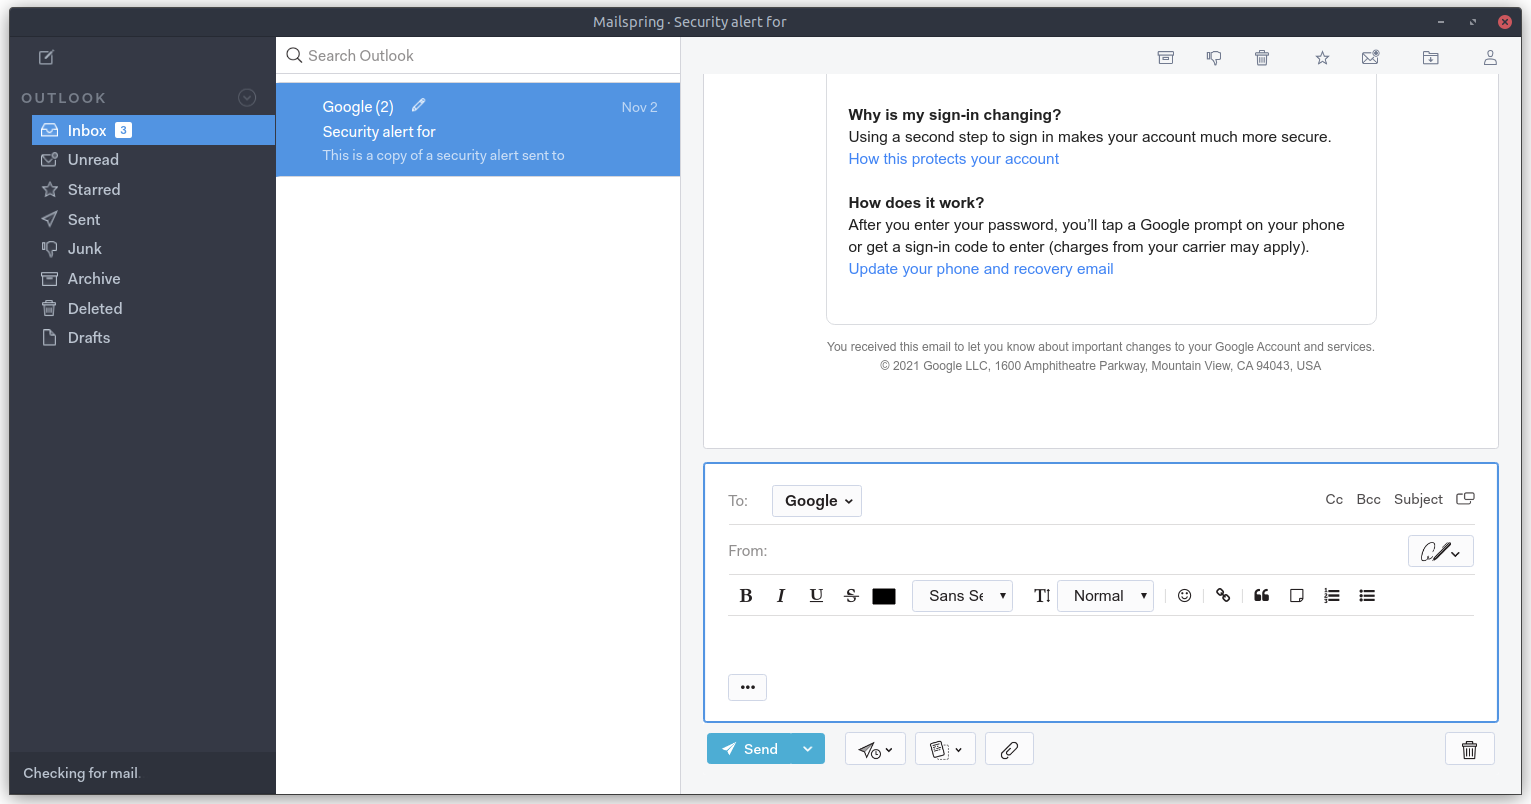 Mailspring · Security alert for
Search Outlook
OUTLOOK
Inbox 3
Unread
Starred
Sent
Junk
Archive
Deleted
Drafts
Checking for mail.
Google (2) Nov 2
Security alert for
This is a copy of a security alert sent to
Why is my sign-in changing?
Using a second step to sign in makes your account much more secure.
How this protects your account
How does it work?
After you enter your password, you’ll tap a Google prompt on your phone
or get a sign-in code to enter (charges from your carrier may apply).
Update your phone and recovery email
You received this email to let you know about important changes to your Google Account and services.
© 2021 Google LLC, 1600 Amphitheatre Parkway, Mountain View, CA 94043, USA
To: Google Cc Bcc Subject
From:
B I U S Sans Se T Normal
•••
Send